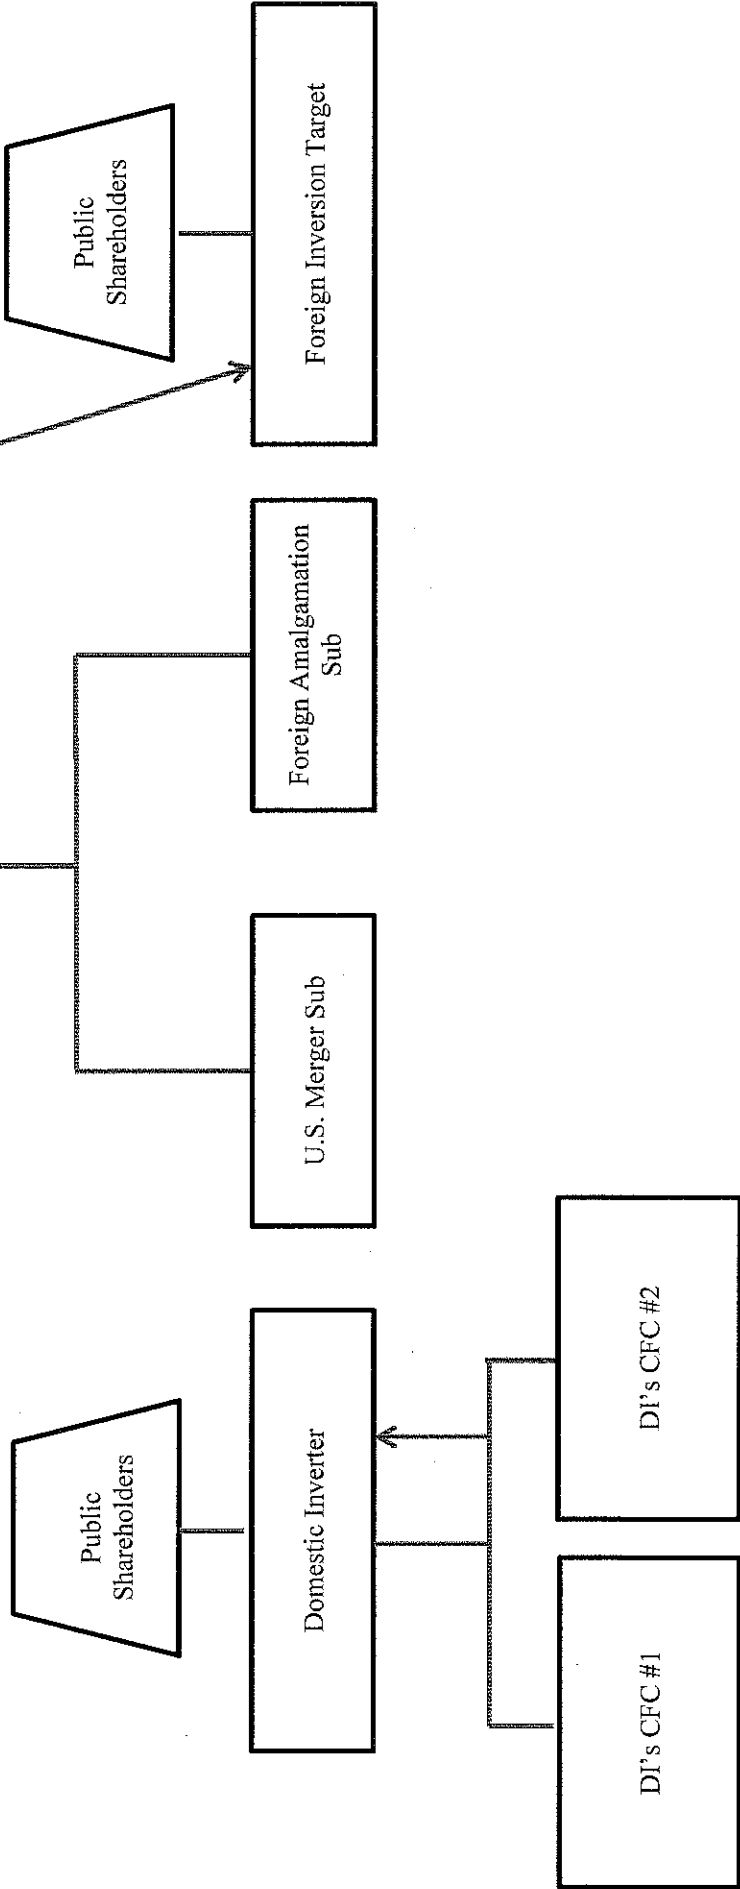 Public
Shareholders
Public
Shareholders
Domestic Inverter
U.S. Merger Sub
Foreign Amalgamation
Sub
Foreign Inversion Target
DI's CFC #1
DI's CFC #2